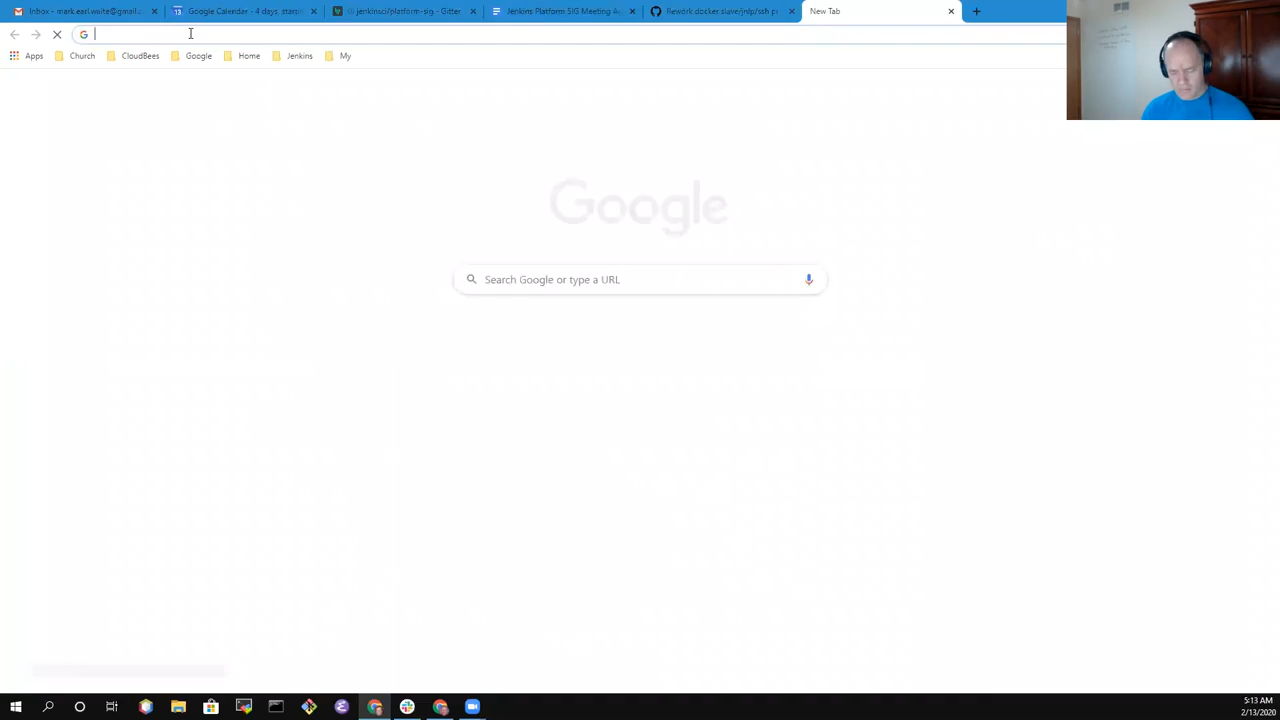 Inbox - mark.earl.waite@gmail.c
Google Calendar - 4 days, startin
jenkinsci/platform-sig - Gitter
Jenkins Platform SIG Meeting Ag
Rework docker slave/jnlp/ssh pr
New Tab
Apps
Church
CloudBees
Google
Home
Jenkins
My
Google
Search Google or type a URL
5:13 AM
2/13/2020